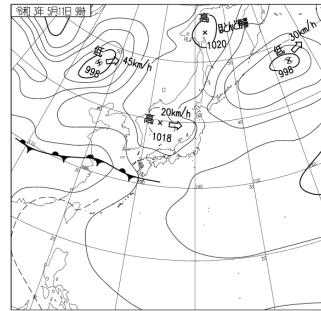 令和 3年 5月11日 9時
高
ほとんど停滞
1020
30km/h
低
998
低
45km/h
998
20km/h
高
1018